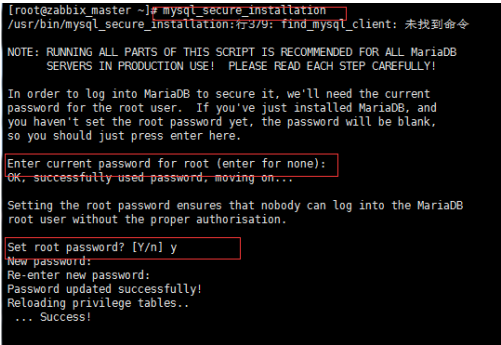 [root@zabbix_master ~]# mysql_secure_installation
/usr/bin/mysql_secure_installation:行379: find_mysql_client: 未找到命令
NOTE: RUNNING ALL PARTS OF THIS SCRIPT IS RECOMMENDED FOR ALL MariaDB
SERVERS IN PRODUCTION USE!  PLEASE READ EACH STEP CAREFULLY!
In order to log into MariaDB to secure it, we'll need the current
password for the root user.  If you've just installed MariaDB, and
you haven't set the root password yet, the password will be blank,
so you should just press enter here.
Enter current password for root (enter for none):
OK, successfully used password, moving on...
Setting the root password ensures that nobody can log into the MariaDB
root user without the proper authorisation.
Set root password? [Y/n] y
New password:
Re-enter new password:
Password updated successfully!
Reloading privilege tables..
... Success!